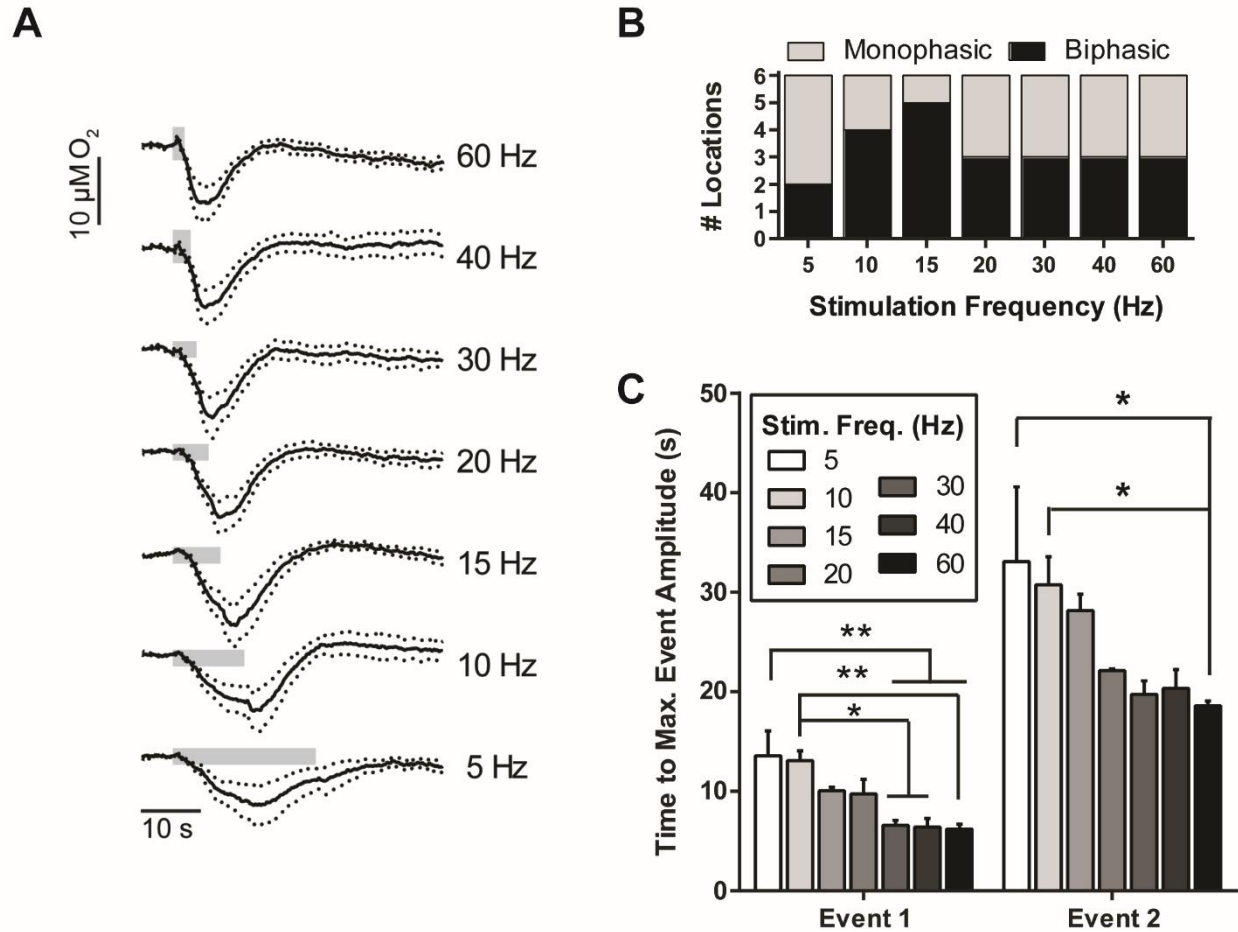 A
10 µM O₂
60 Hz
40 Hz
30 Hz
20 Hz
15 Hz
10 Hz
5 Hz
10 s
B
Monophasic Biphasic
# Locations
6
5
4
3
2
1
0
5 10 15 20 30 40 60
Stimulation Frequency (Hz)
C
Time to Max. Event Amplitude (s)
50
40
30
20
10
0
Stim. Freq. (Hz)
5
10 30
15 40
20 60
*
*
**
**
*
Event 1 Event 2